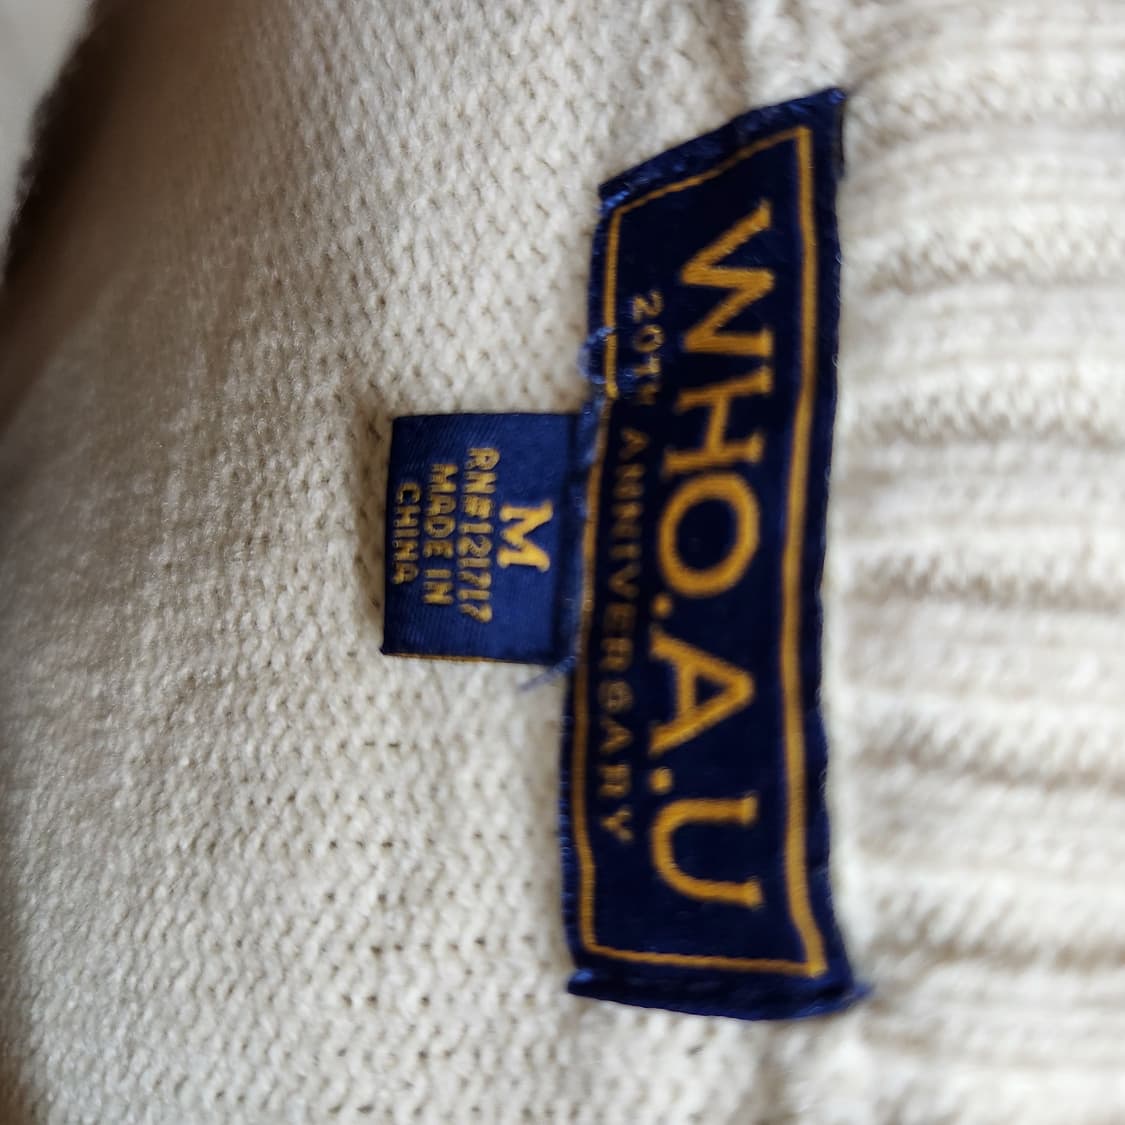 WHO.A.U
20TH ANNIVERSARY
M
RN#121717
MADE IN
CHINA